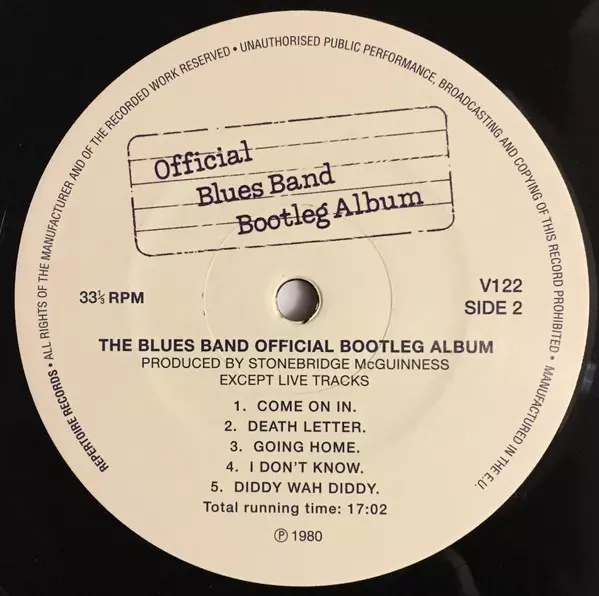 REPERTOIRE RECORDS • ALL RIGHTS OF THE MANUFACTURER AND OF THE RECORDED WORK RESERVED • UNAUTHORISED PUBLIC PERFORMANCE, BROADCASTING AND COPYING OF THIS RECORD PROHIBITED • MANUFACTURED IN THE E.U.
Official
Blues Band
Bootleg Album
33⅓ RPM
V122
SIDE 2
THE BLUES BAND OFFICIAL BOOTLEG ALBUM
PRODUCED BY STONEBRIDGE McGUINNESS
EXCEPT LIVE TRACKS
1. COME ON IN.
2. DEATH LETTER.
3. GOING HOME.
4. I DON'T KNOW.
5. DIDDY WAH DIDDY.
Total running time: 17:02
℗ 1980